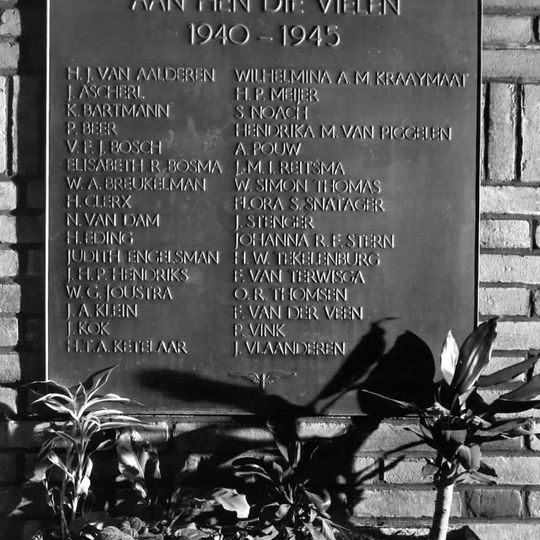 AAN HEN DIE VIELEN
1940 - 1945
H. J. VAN AALDEREN
J. ASCHERL
K. BARTMANN
P. BEER
V. E. J. BOSCH
ELISABETH R. BOSMA
W. A. BREUKELMAN
H. CLERX
N. VAN DAM
H. EDING
JUDITH ENGELSMAN
J. H. P. HENDRIKS
W. G. JOUSTRA
J. A. KLEIN
J. KOK
H. T. A. KETELAAR
WILHELMINA A. M. KRAAYMAAT
H. P. MEIJER
S. NOACH
HENDRIKA M. VAN PIGGELEN
A. POUW
J. M. I. REITSMA
W. SIMON THOMAS
FLORA S. SNATAGER
J. STENGER
JOHANNA R. F. STERN
H. W. TEKELENBURG
F. VAN TERWISGA
O. R. THOMSEN
F. VAN DER VEEN
P. VINK
J. VLAANDEREN